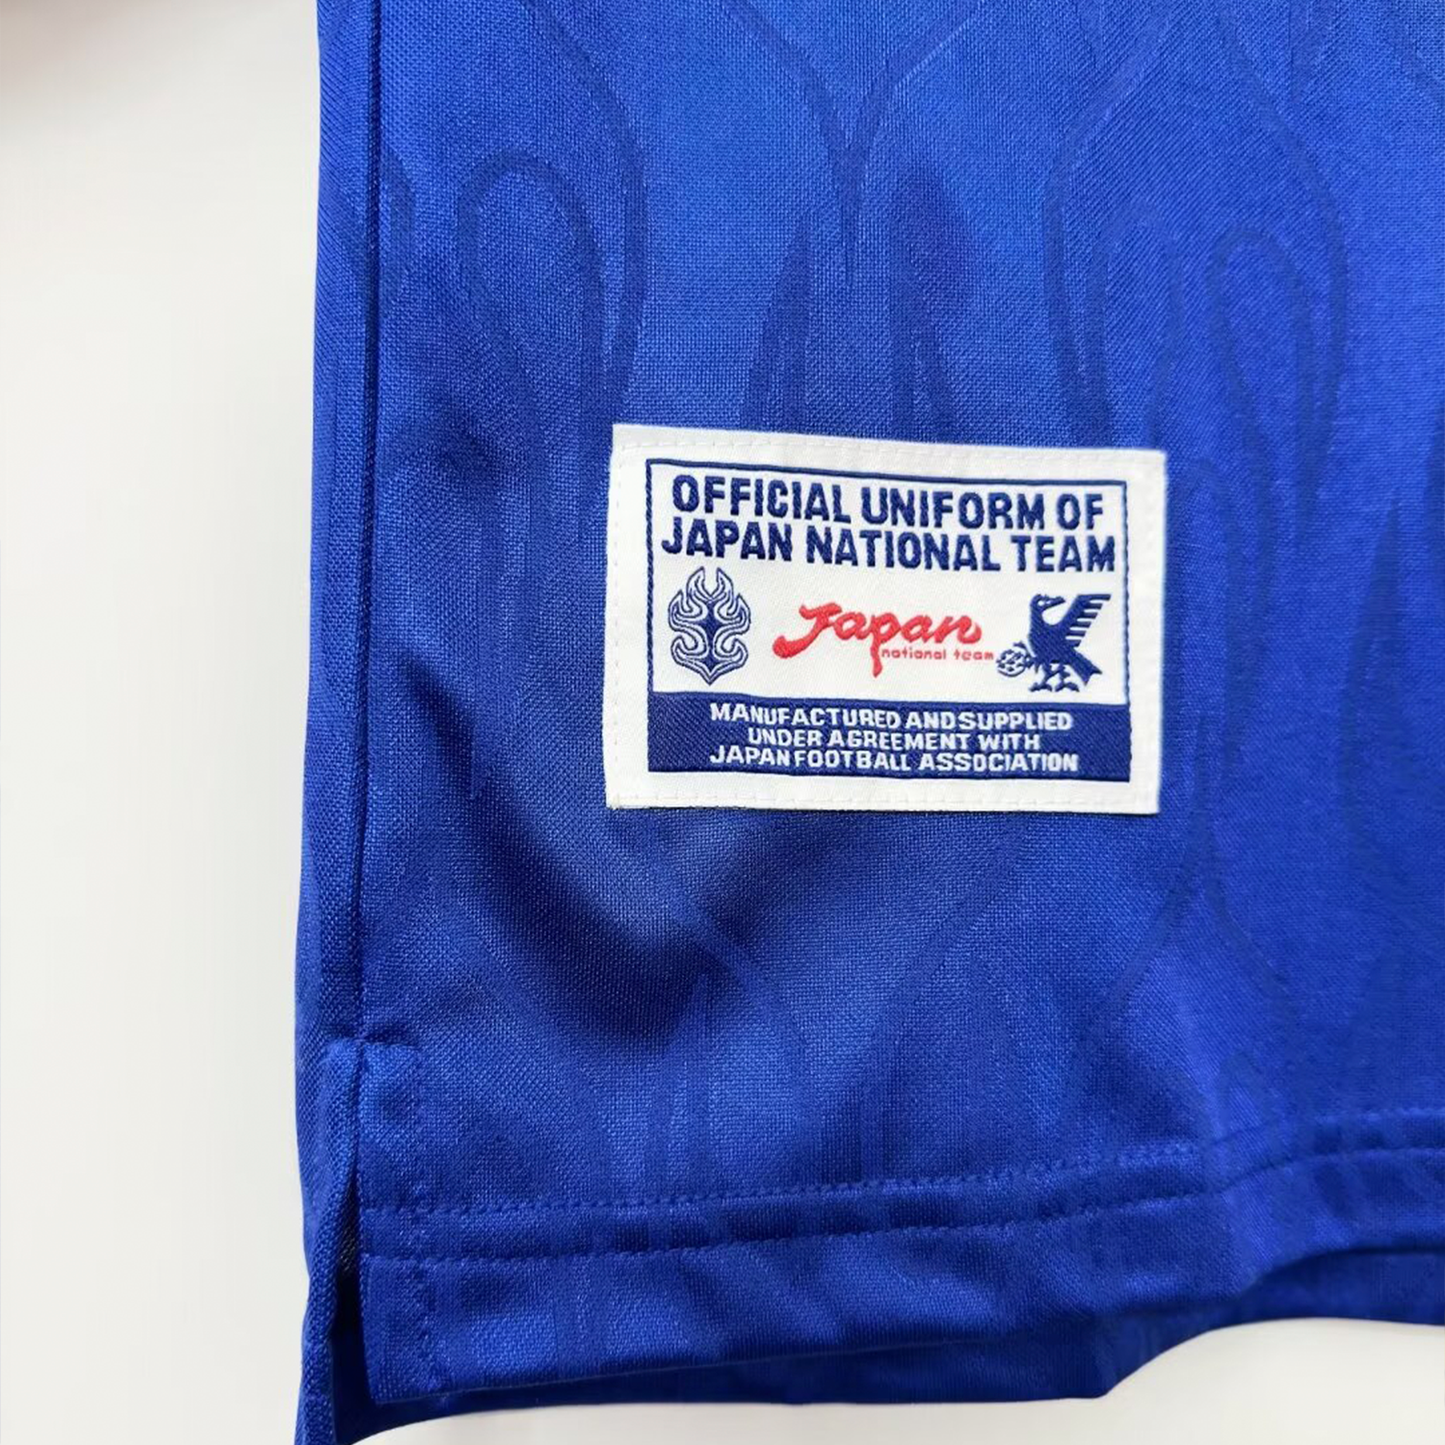 OFFICIAL UNIFORM OF
JAPAN NATIONAL TEAM
Japan
national team
MANUFACTURED AND SUPPLIED
UNDER AGREEMENT WITH
JAPAN FOOTBALL ASSOCIATION